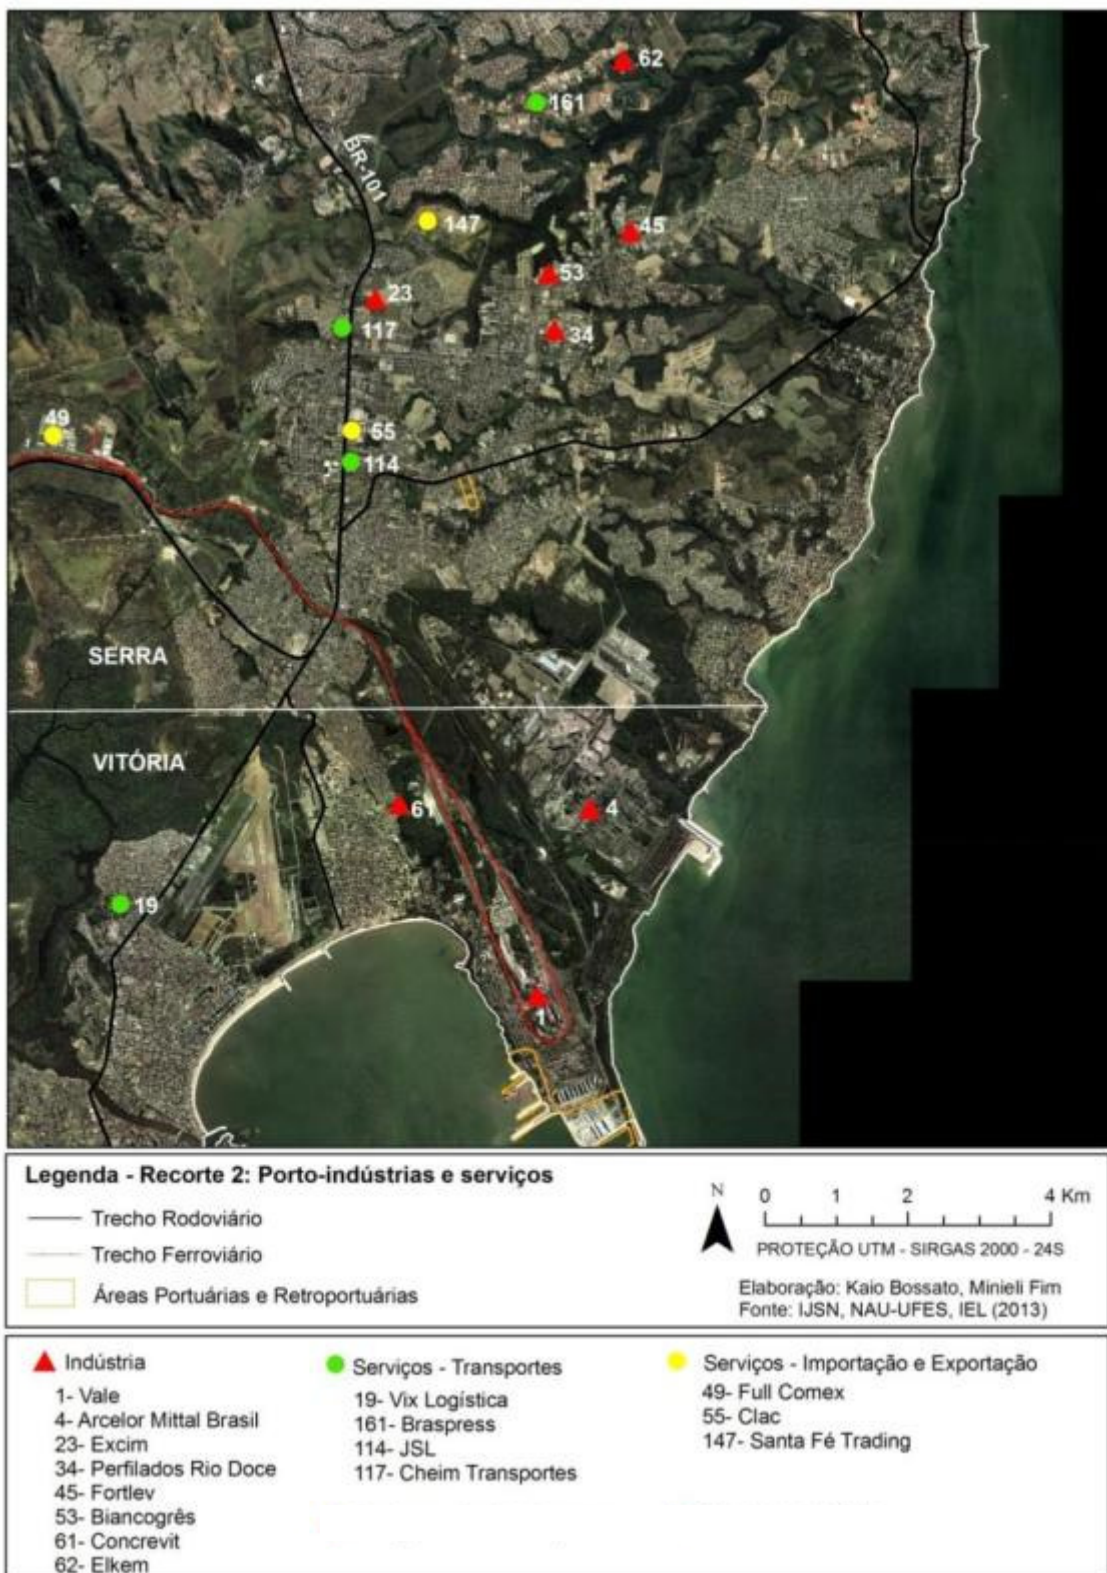 62
161
BR-101
147
45
53
23
117
34
49
55
114
SERRA
VITÓRIA
61
4
19
1
Legenda - Recorte 2: Porto-indústrias e serviços
Trecho Rodoviário
Trecho Ferroviário
Áreas Portuárias e Retroportuárias
N
0 1 2 4 Km
PROTEÇÃO UTM - SIRGAS 2000 - 24S
Elaboração: Kaio Bossato, Minieli Fim
Fonte: IJSN, NAU-UFES, IEL (2013)
Indústria
1- Vale
4- Arcelor Mittal Brasil
23- Excim
34- Perfilados Rio Doce
45- Fortlev
53- Biancogrês
61- Concrevit
62- Elkem
Serviços - Transportes
19- Vix Logística
161- Braspress
114- JSL
117- Cheim Transportes
Serviços - Importação e Exportação
49- Full Comex
55- Clac
147- Santa Fé Trading